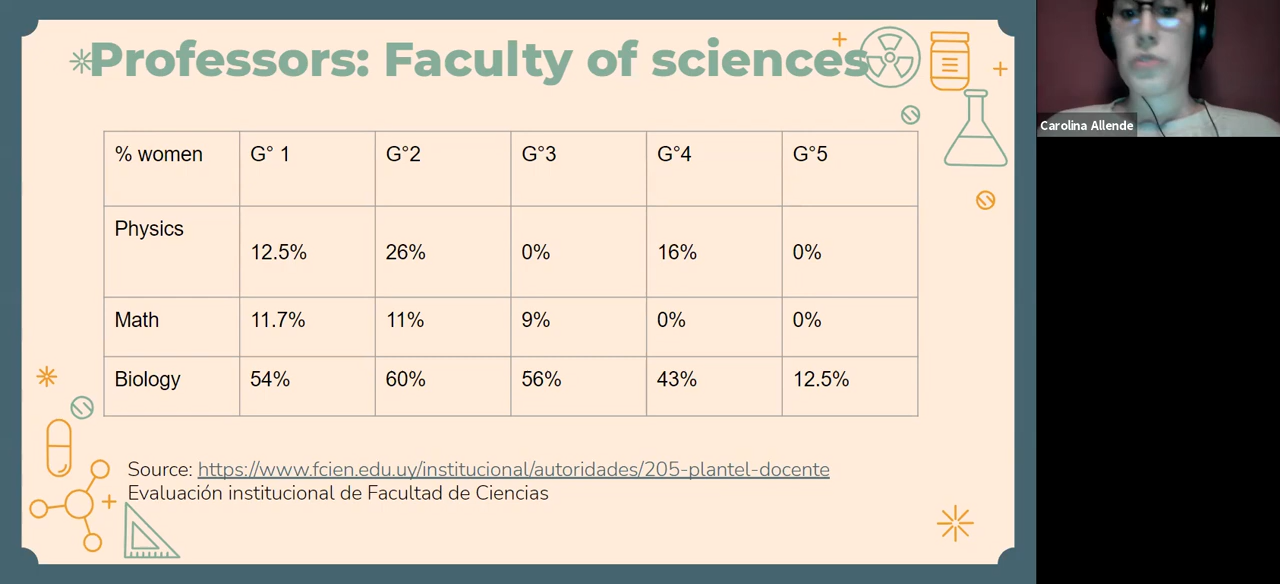 Professors: Faculty of sciences
% women G° 1 G°2 G°3 G°4 G°5
Physics 12.5% 26% 0% 16% 0%
Math 11.7% 11% 9% 0% 0%
Biology 54% 60% 56% 43% 12.5%
Source: https://www.fcien.edu.uy/institucional/autoridades/205-plantel-docente
Evaluación institucional de Facultad de Ciencias
Carolina Allende